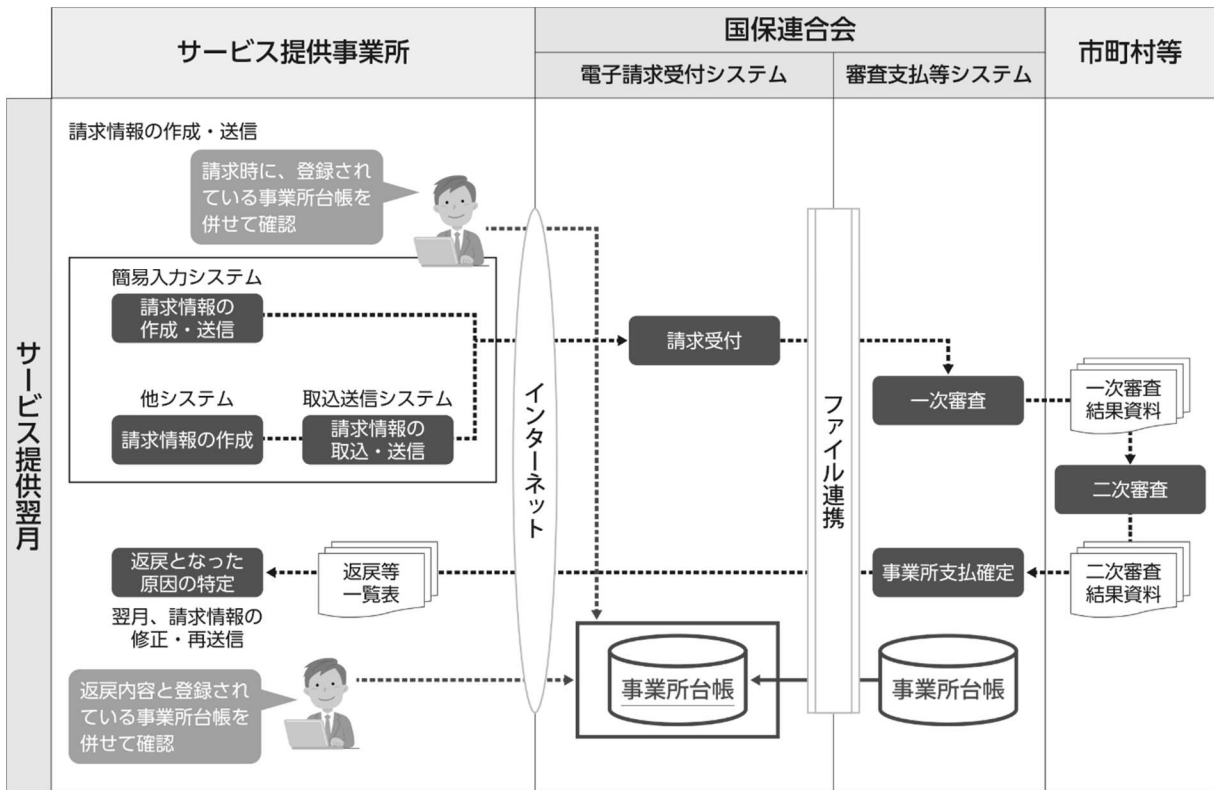 サービス提供事業所
国保連合会
電子請求受付システム
審査支払等システム
市町村等
サービス提供翌月
請求情報の作成・送信
請求時に、登録され
ている事業所台帳を
併せて確認
簡易入力システム
請求情報の
作成・送信
他システム
請求情報の作成
取込送信システム
請求情報の
取込・送信
インターネット
請求受付
ファイル連携
一次審査
一次審査
結果資料
二次審査
二次審査
結果資料
事業所支払確定
返戻等
一覧表
返戻となった
原因の特定
翌月、請求情報の
修正・再送信
返戻内容と登録され
ている事業所台帳を
併せて確認
事業所台帳
事業所台帳